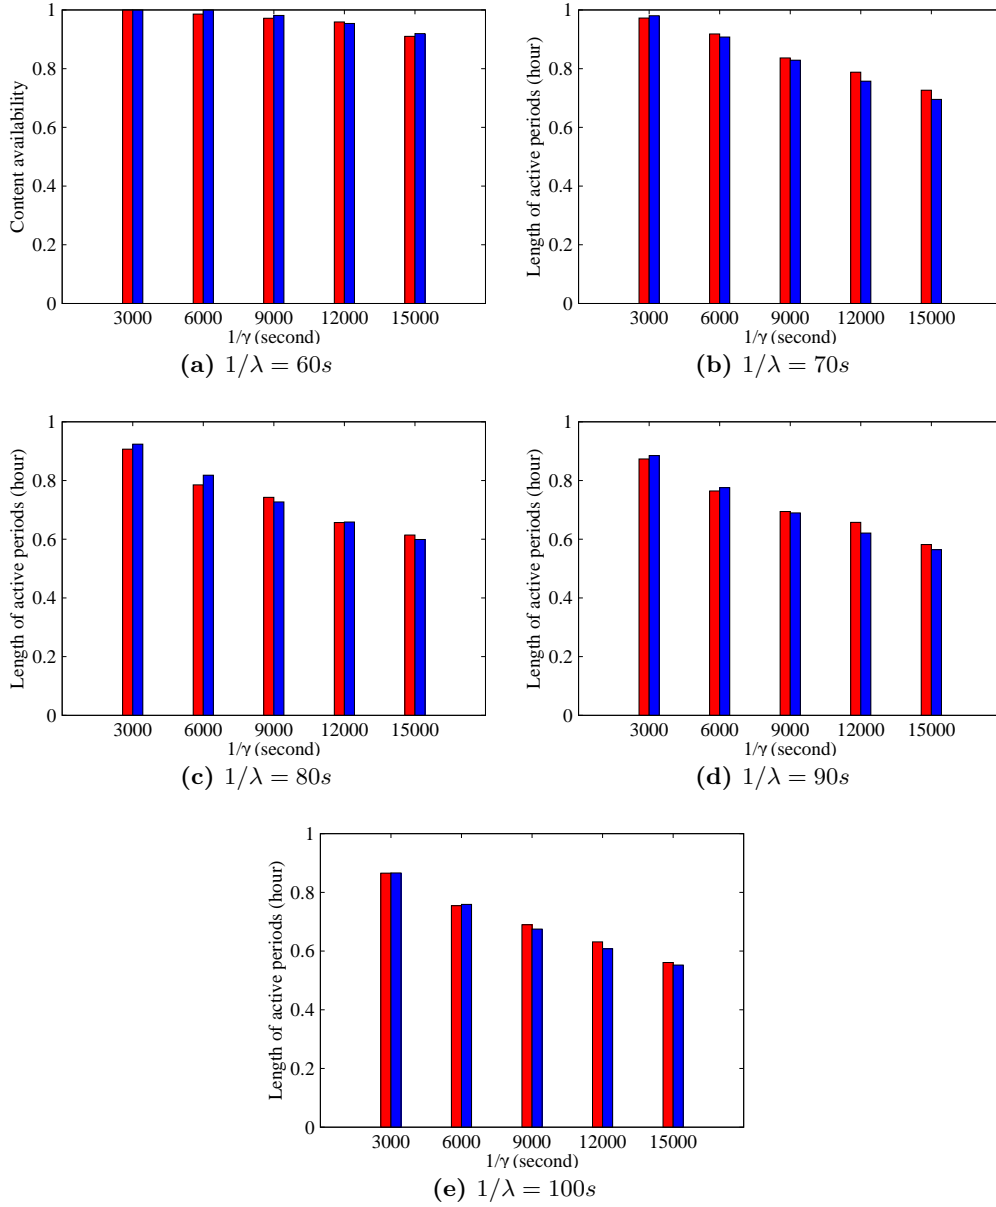 Content availability
1
0.8
0.6
0.4
0.2
0
3000 6000 9000 12000 15000
1/γ (second)
(a) 1/λ = 60s
Length of active periods (hour)
1
0.8
0.6
0.4
0.2
0
3000 6000 9000 12000 15000
1/γ (second)
(b) 1/λ = 70s
Length of active periods (hour)
1
0.8
0.6
0.4
0.2
0
3000 6000 9000 12000 15000
1/γ (second)
(c) 1/λ = 80s
Length of active periods (hour)
1
0.8
0.6
0.4
0.2
0
3000 6000 9000 12000 15000
1/γ (second)
(d) 1/λ = 90s
Length of active periods (hour)
1
0.8
0.6
0.4
0.2
0
3000 6000 9000 12000 15000
1/γ (second)
(e) 1/λ = 100s